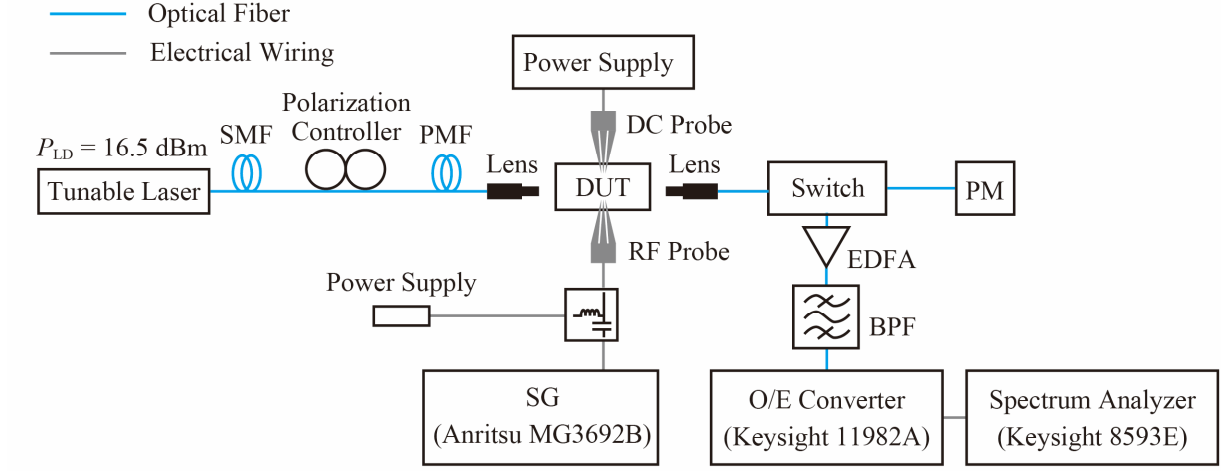 Optical Fiber
Electrical Wiring
Power Supply
Polarization
Controller
SMF
PMF
DC Probe
P_LD = 16.5 dBm
Lens
Lens
Tunable Laser
DUT
Switch
PM
RF Probe
EDFA
Power Supply
BPF
SG
(Anritsu MG3692B)
O/E Converter
(Keysight 11982A)
Spectrum Analyzer
(Keysight 8593E)